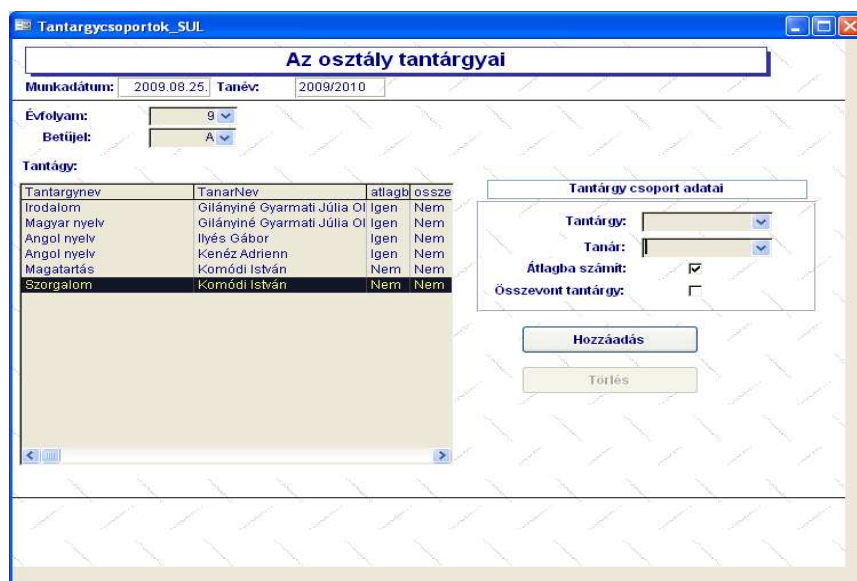 Tantargycsoportok_SUL
Az osztály tantárgyai
Munkadátum: 2009.08.25. Tanév: 2009/2010
Évfolyam: 9
Betűjel: A
Tantágy:
Tantargynev TanarNev atlagb ossze
Irodalom Gilányiné Gyarmati Júlia Ol Igen Nem
Magyar nyelv Gilányiné Gyarmati Júlia Ol Igen Nem
Angol nyelv Ilyés Gábor Igen Nem
Angol nyelv Kenéz Adrienn Igen Nem
Magatartás Komódi István Nem Nem
Szorgalom Komódi István Nem Nem
Tantárgy csoport adatai
Tantárgy:
Tanár:
Átlagba számít:
Összevont tantárgy:
Hozzáadás
Törlés